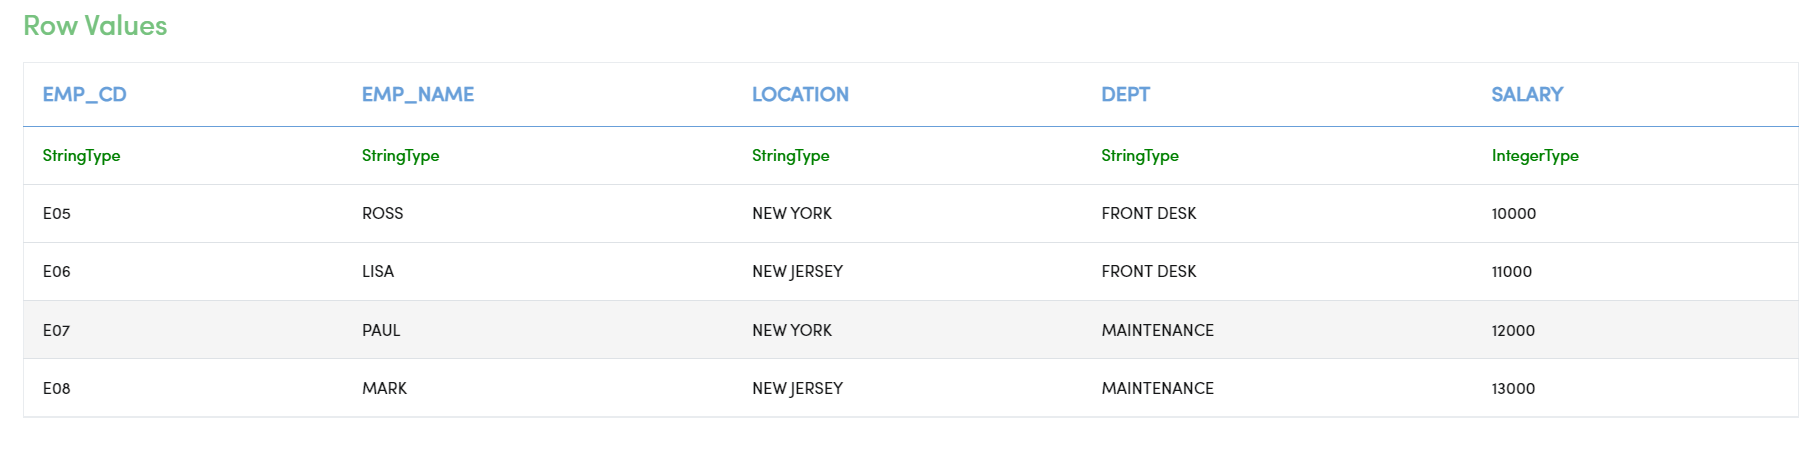 Row Values
EMP_CD EMP_NAME LOCATION DEPT SALARY
StringType StringType StringType StringType IntegerType
E05 ROSS NEW YORK FRONT DESK 10000
E06 LISA NEW JERSEY FRONT DESK 11000
E07 PAUL NEW YORK MAINTENANCE 12000
E08 MARK NEW JERSEY MAINTENANCE 13000